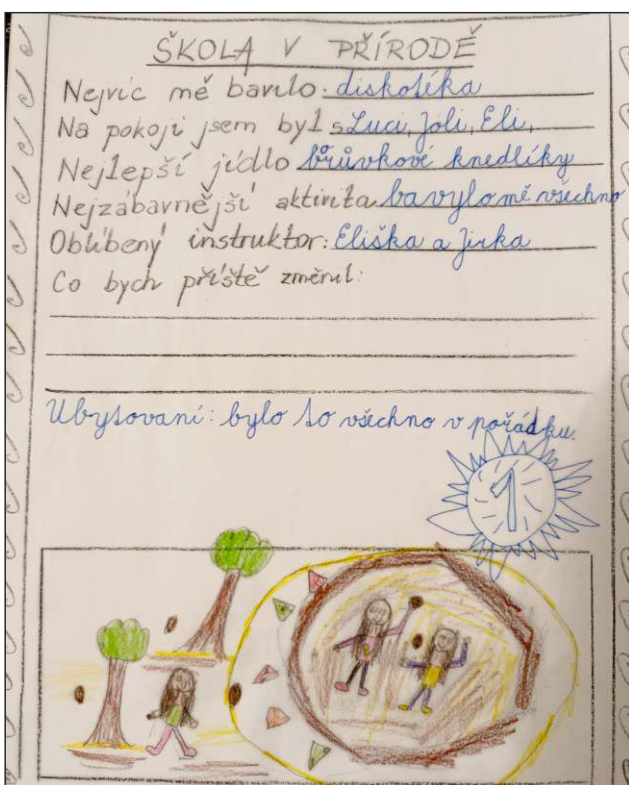 ŠKOLA V PŘÍRODĚ
Nejvíc mě bavilo: diskotéka
Na pokoji jsem byl s Luci, Joli, Eli,
Nejlepší jídlo brůvkové knedlíky
Nejzábavnější aktivita bavylo mě všechno
Oblíbený instruktor: Eliška a Jirka
Co bych příště změnil:
Ubytovaní: bylo to všechno v pořádku.
1